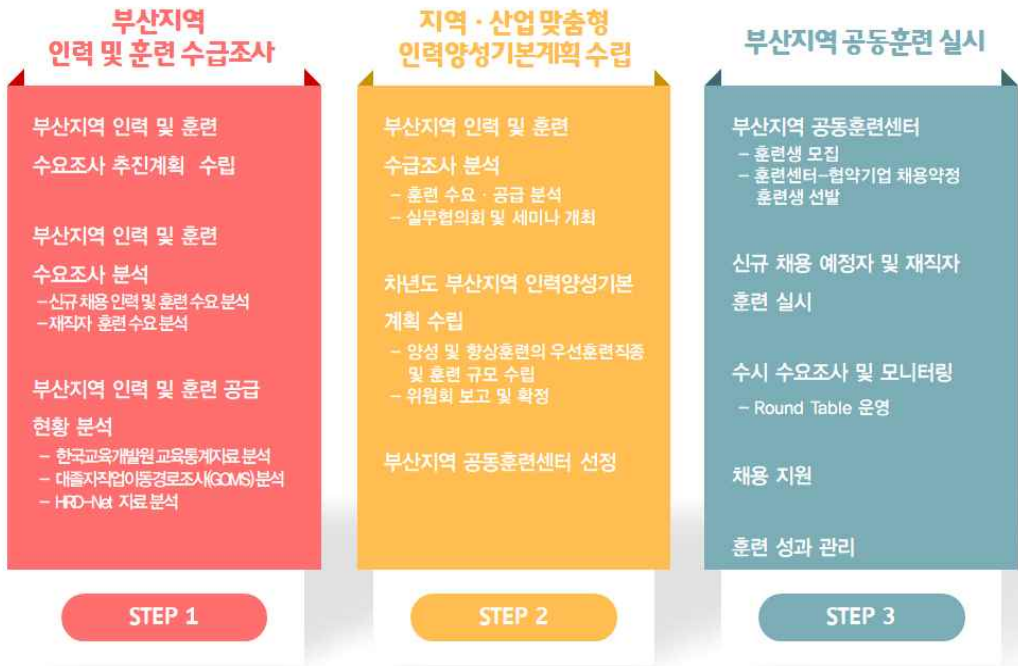 부산지역
인력 및 훈련 수급조사
부산지역 인력 및 훈련
수요조사 추진계획 수립
부산지역 인력 및 훈련
수요조사 분석
– 신규 채용 인력 및 훈련 수요 분석
– 재직자 훈련 수요 분석
부산지역 인력 및 훈련 공급
현황 분석
– 한국교육개발원 교육통계자료 분석
– 대졸자작업이동경로조사(GOMS) 분석
– HRD-Net 자료 분석
STEP 1
지역 · 산업 맞춤형
인력양성기본계획 수립
부산지역 인력 및 훈련
수급조사 분석
– 훈련 수요 · 공급 분석
– 실무협의회 및 세미나 개최
차년도 부산지역 인력양성기본
계획 수립
– 양성 및 향상훈련의 우선훈련직종
및 훈련 규모 수립
– 위원회 보고 및 확정
부산지역 공동훈련센터 선정
STEP 2
부산지역 공동훈련 실시
부산지역 공동훈련센터
– 훈련생 모집
– 훈련센터–협약기업 채용약정
훈련생 선발
신규 채용 예정자 및 재직자
훈련 실시
수시 수요조사 및 모니터링
– Round Table 운영
채용 지원
훈련 성과 관리
STEP 3